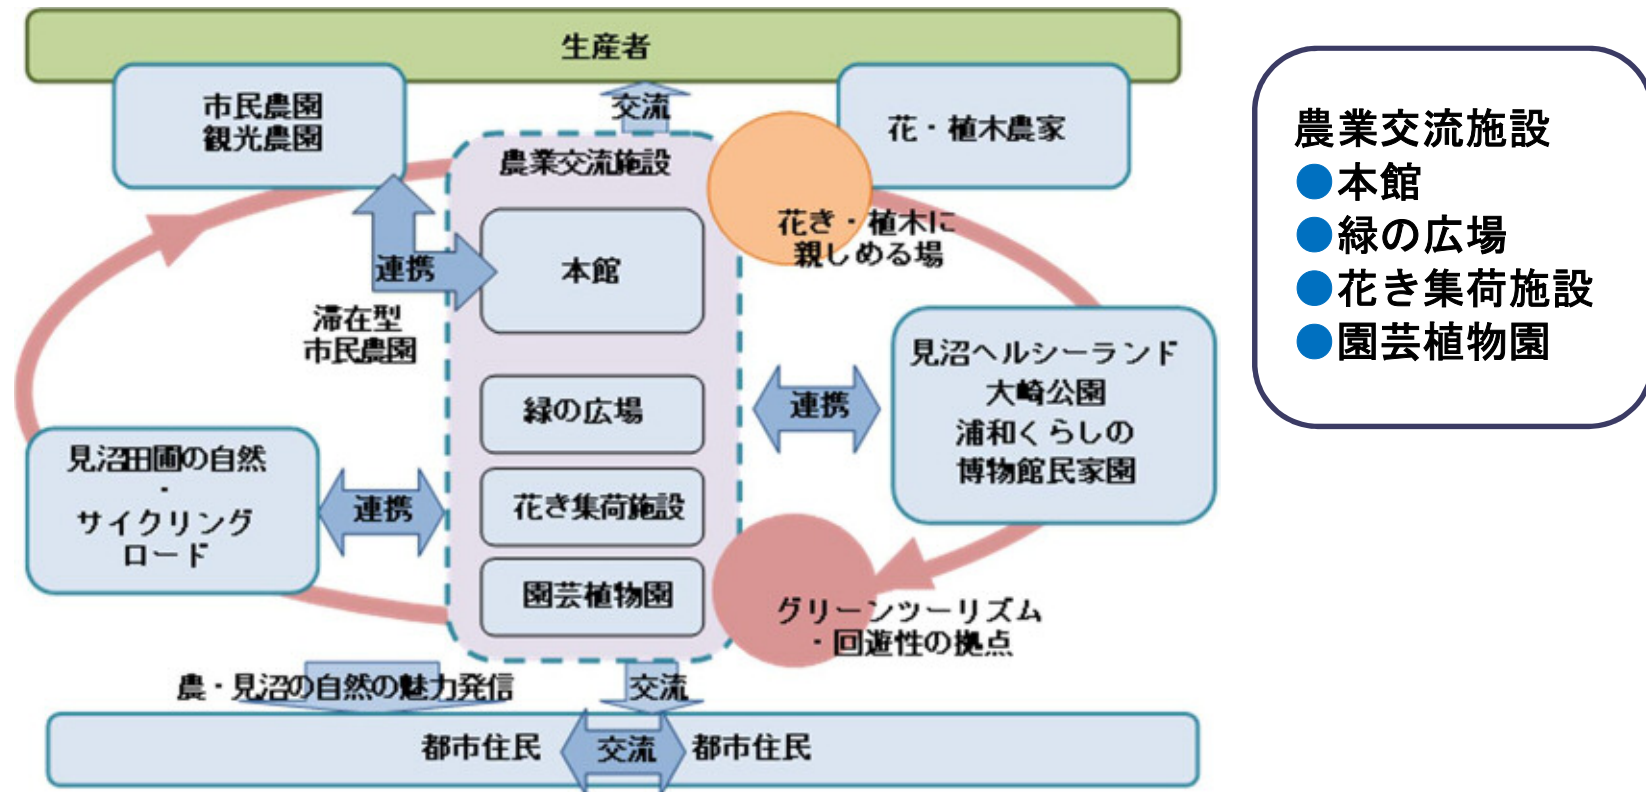 生産者
市民農園
観光農園
交流
花・植木農家
農業交流施設
花き・植木に
親しめる場
本館
連携
滞在型
市民農園
緑の広場
連携
見沼ヘルシーランド
大崎公園
浦和くらしの
博物館民家園
見沼田圃の自然
・
サイクリング
ロード
連携
花き集荷施設
園芸植物園
グリーンツーリズム
・回遊性の拠点
農・見沼の自然の魅力発信
交流
都市住民
交流
都市住民
農業交流施設
●本館
●緑の広場
●花き集荷施設
●園芸植物園